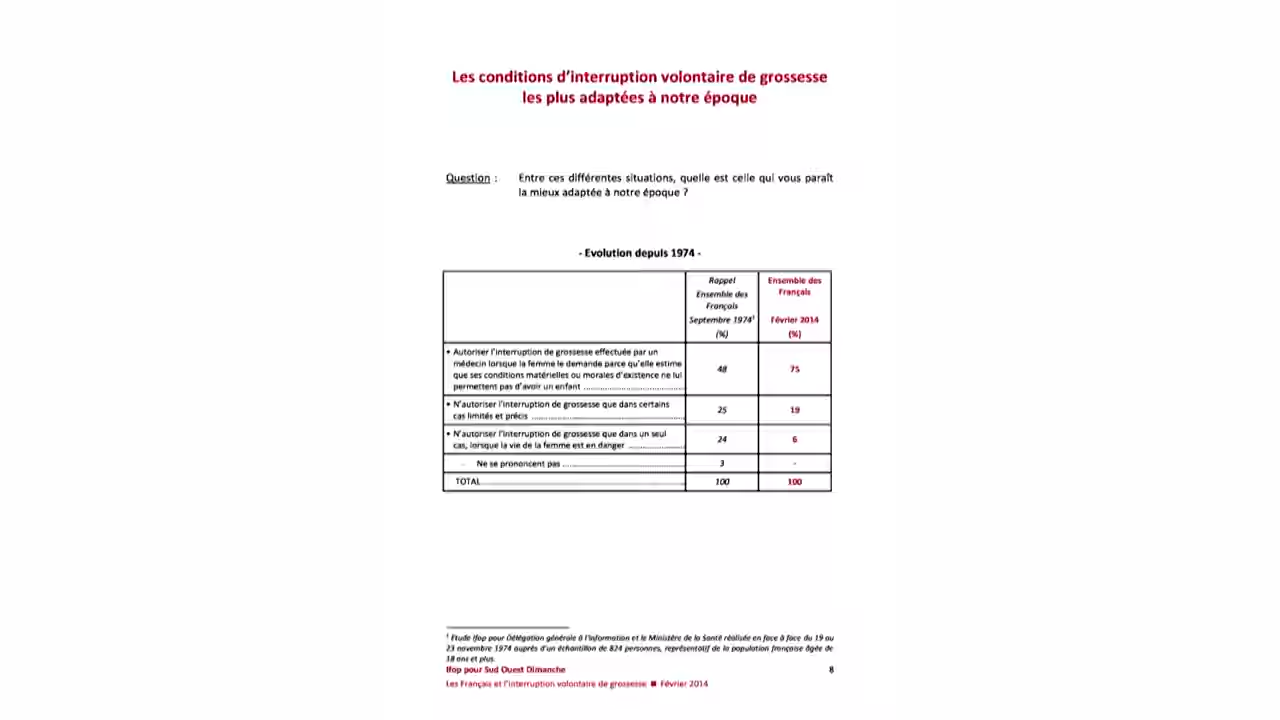 Les conditions d'interruption volontaire de grossesse
les plus adaptées à notre époque
Question : Entre ces différentes situations, quelle est celle qui vous paraît
la mieux adaptée à notre époque ?
- Evolution depuis 1974 -
Rappel
Ensemble des
Français
Septembre 1974¹
(%)
Ensemble des
Français
Février 2014
(%)
• Autoriser l'interruption de grossesse effectuée par un
médecin lorsque la femme le demande parce qu'elle estime
que ses conditions matérielles ou morales d'existence ne lui
permettent pas d'avoir un enfant .......... 48 75
• N'autoriser l'interruption de grossesse que dans certains
cas limités et précis .......... 25 19
• N'autoriser l'interruption de grossesse que dans un seul
cas, lorsque la vie de la femme est en danger .......... 24 6
- Ne se prononcent pas .......... 3 -
TOTAL .......... 100 100
¹ Etude Ifop pour Délégation générale à l'Information et le Ministère de la Santé réalisée en face à face du 19 au
23 novembre 1974 auprès d'un échantillon de 824 personnes, représentatif de la population française âgée de
18 ans et plus.
Ifop pour Sud Ouest Dimanche 8
Les Français et l'interruption volontaire de grossesse ■ Février 2014